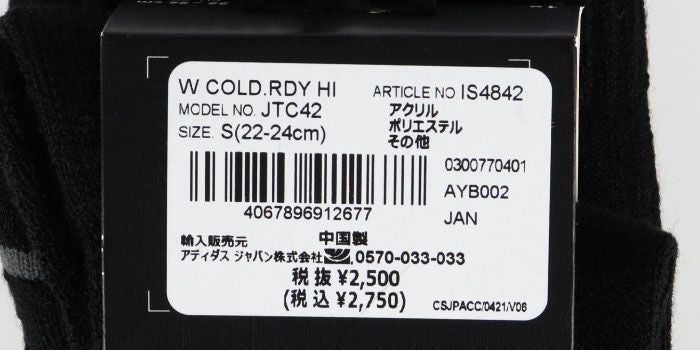 W COLD.RDY HI ARTICLE NO IS4842
MODEL NO. JTC42 アクリル
ポリエステル
SIZE. S(22-24cm) その他
0300770401
AYB002
4067896912677 JAN
輸入販売元 中国製
アディダス ジャパン株式会社 0570-033-033
税抜 ¥2,500
(税込 ¥2,750)
CSJPACC/0421/V06